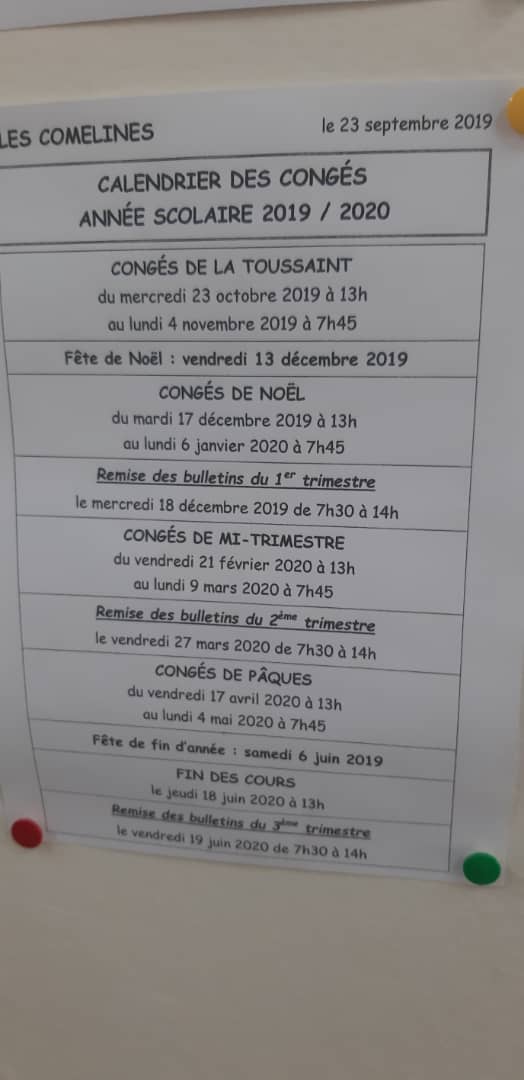 LES COMELINES
le 23 septembre 2019
CALENDRIER DES CONGÉS
ANNÉE SCOLAIRE 2019 / 2020
CONGÉS DE LA TOUSSAINT
du mercredi 23 octobre 2019 à 13h
au lundi 4 novembre 2019 à 7h45
Fête de Noël : vendredi 13 décembre 2019
CONGÉS DE NOËL
du mardi 17 décembre 2019 à 13h
au lundi 6 janvier 2020 à 7h45
Remise des bulletins du 1er trimestre
le mercredi 18 décembre 2019 de 7h30 à 14h
CONGÉS DE MI-TRIMESTRE
du vendredi 21 février 2020 à 13h
au lundi 9 mars 2020 à 7h45
Remise des bulletins du 2ème trimestre
le vendredi 27 mars 2020 de 7h30 à 14h
CONGÉS DE PÂQUES
du vendredi 17 avril 2020 à 13h
au lundi 4 mai 2020 à 7h45
Fête de fin d'année : samedi 6 juin 2019
FIN DES COURS
le jeudi 18 juin 2020 à 13h
Remise des bulletins du 3ème trimestre
le vendredi 19 juin 2020 de 7h30 à 14h